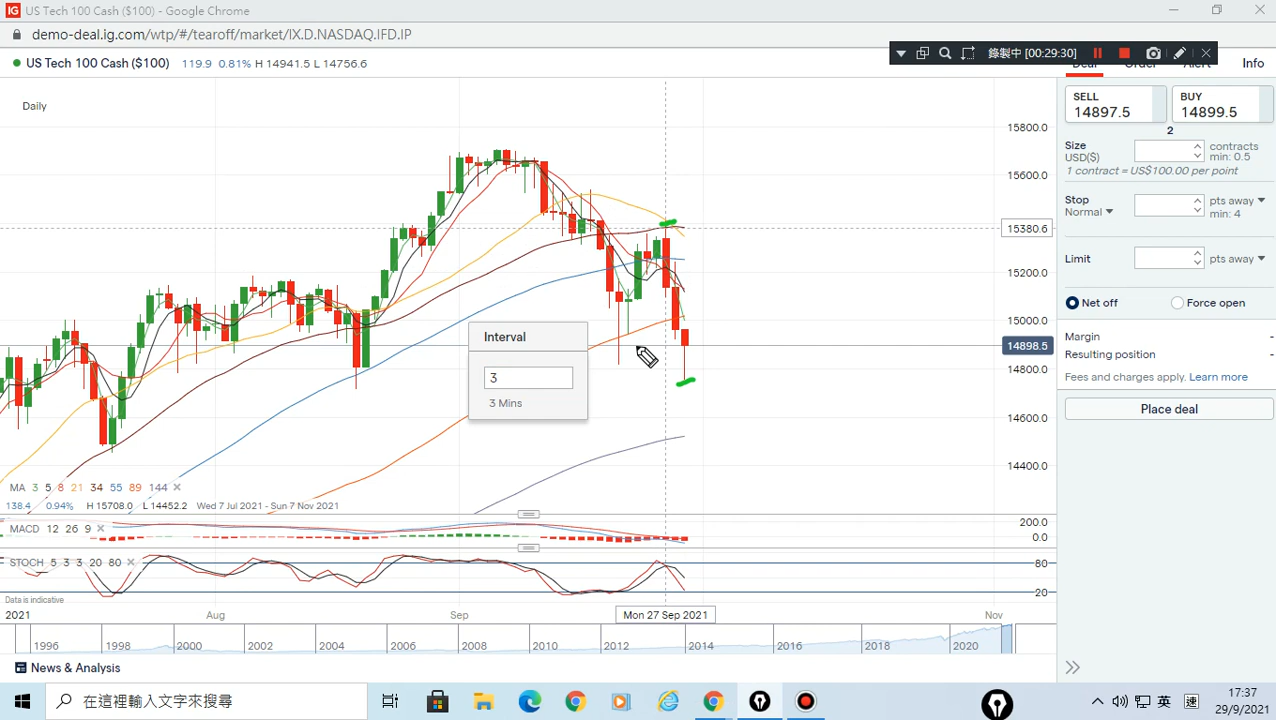 IG US Tech 100 Cash ($100) - Google Chrome
demo-deal.ig.com/wtp/#/tearoff/market/IX.D.NASDAQ.IFD.IP
US Tech 100 Cash ($100) 119.9 0.81% H 14941.5 L 14756.6
錄製中 [00:29:30]
Deal Order Alert Info
Daily
SELL
14897.5
BUY
14899.5
2
Size
USD($)
contracts
min: 0.5
1 contract = US$100.00 per point
Stop
Normal
pts away
min: 4
Limit
pts away
Net off
Force open
Margin -
Resulting position -
Fees and charges apply. Learn more
Place deal
15800.0
15600.0
15380.6
15200.0
15000.0
14898.5
14800.0
14600.0
14400.0
Interval
3
3 Mins
MA 3 5 8 21 34 55 89 144
138.4 0.94% H 15708.0 L 14452.2 Wed 7 Jul 2021 - Sun 7 Nov 2021
MACD 12 26 9
200.0
0.0
STOCH 5 3 3 20 80
80
20
Data is indicative
2021 Aug Sep Mon 27 Sep 2021 Nov
1996 1998 2000 2002 2004 2006 2008 2010 2012 2014 2016 2018 2020
News & Analysis
在這裡輸入文字來搜尋
英
17:37
29/9/2021